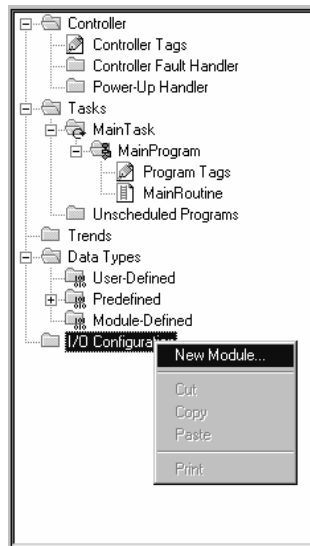 Controller
Controller Tags
Controller Fault Handler
Power-Up Handler
Tasks
MainTask
MainProgram
Program Tags
MainRoutine
Unscheduled Programs
Trends
Data Types
User-Defined
Predefined
Module-Defined
I/O Configuration
New Module...
Cut
Copy
Paste
Print